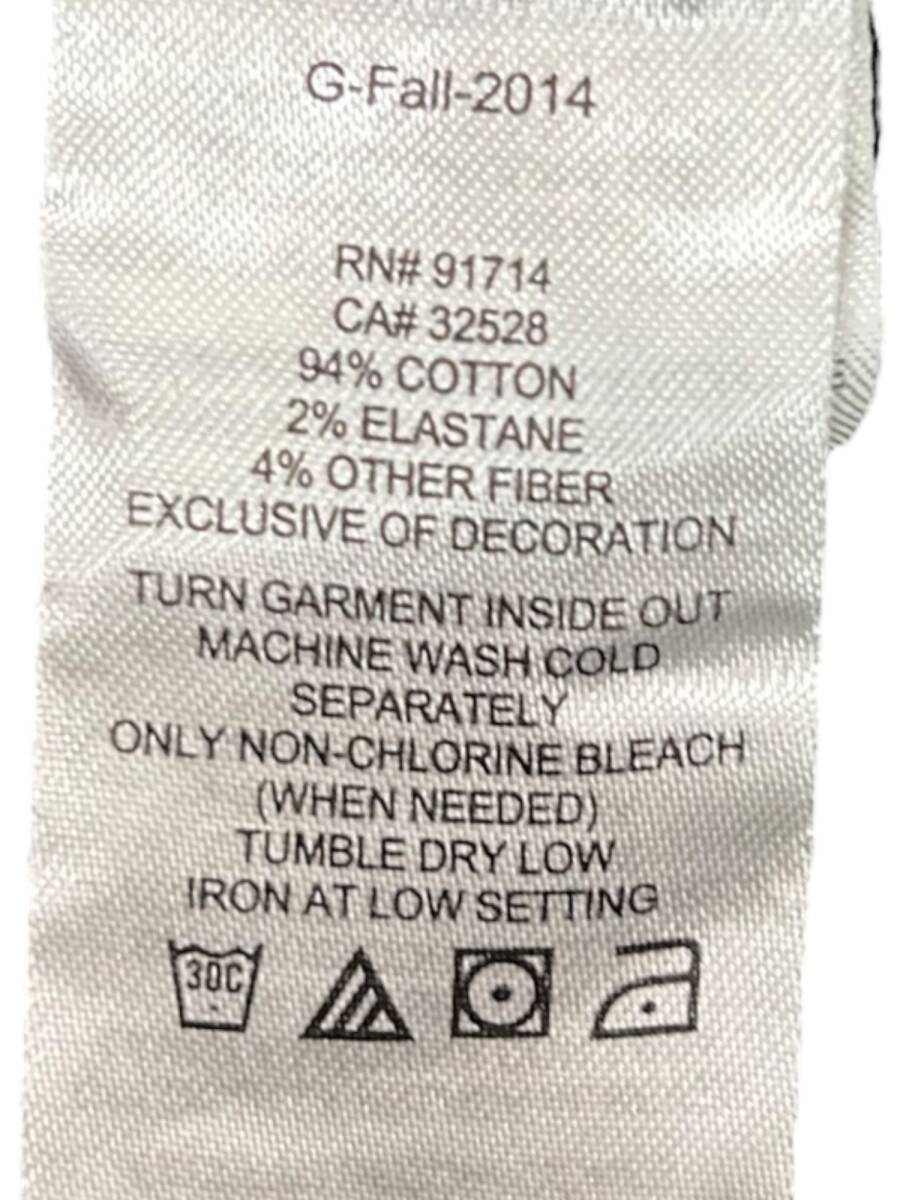 G-Fall-2014
RN# 91714
CA# 32528
94% COTTON
2% ELASTANE
4% OTHER FIBER
EXCLUSIVE OF DECORATION
TURN GARMENT INSIDE OUT
MACHINE WASH COLD
SEPARATELY
ONLY NON-CHLORINE BLEACH
(WHEN NEEDED)
TUMBLE DRY LOW
IRON AT LOW SETTING
30C